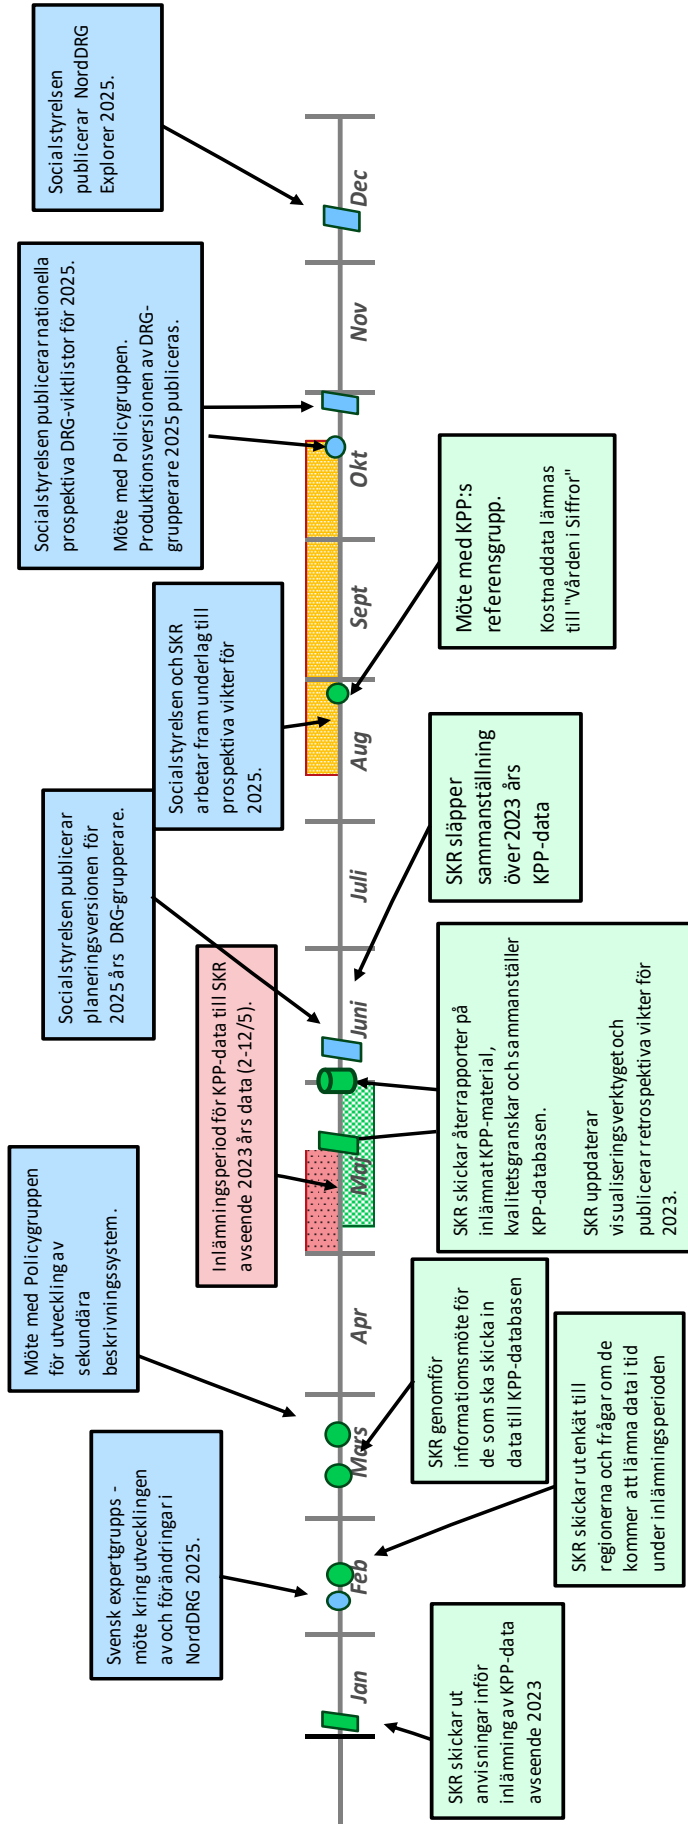 Svensk expertgrupps -
möte kring utvecklingen
av och förändringar i
NordDRG 2025.
Möte med Policygruppen
för utveckling av
sekundära
beskrivningssystem.
Socialstyrelsen publicerar
planeringsversionen för
2025 års DRG-grupperare.
Inlämningsperiod för KPP-data till SKR
avseende 2023 års data (2-12/5).
Socialstyrelsen och SKR
arbetar fram underlag till
prospektiva vikter för
2025.
Socialstyrelsen publicerar nationella
prospektiva DRG-viktlistor för 2025.
Möte med Policygruppen.
Produktionsversionen av DRG-
grupperare 2025 publiceras.
Socialstyrelsen
publicerar NordDRG
Explorer 2025.
Jan
Feb
Mars
Apr
Maj
Juni
Juli
Aug
Sept
Okt
Nov
Dec
SKR skickar ut
anvisningar inför
inlämning av KPP-data
avseende 2023
SKR skickar ut enkät till
regionerna och frågar om de
kommer att lämna data i tid
under inlämningsperioden
SKR genomför
informationsmöte för
de som ska skicka in
data till KPP-databasen
SKR skickar återrapporter på
inlämnat KPP-material,
kvalitetsgranskar och sammanställer
KPP-databasen.
SKR uppdaterar
visualiseringsverktyget och
publicerar retrospektiva vikter för
2023.
SKR släpper
sammanställning
över 2023 års
KPP-data
Möte med KPP:s
referensgrupp.
Kostnaddata lämnas
till "Vården i Siffror"